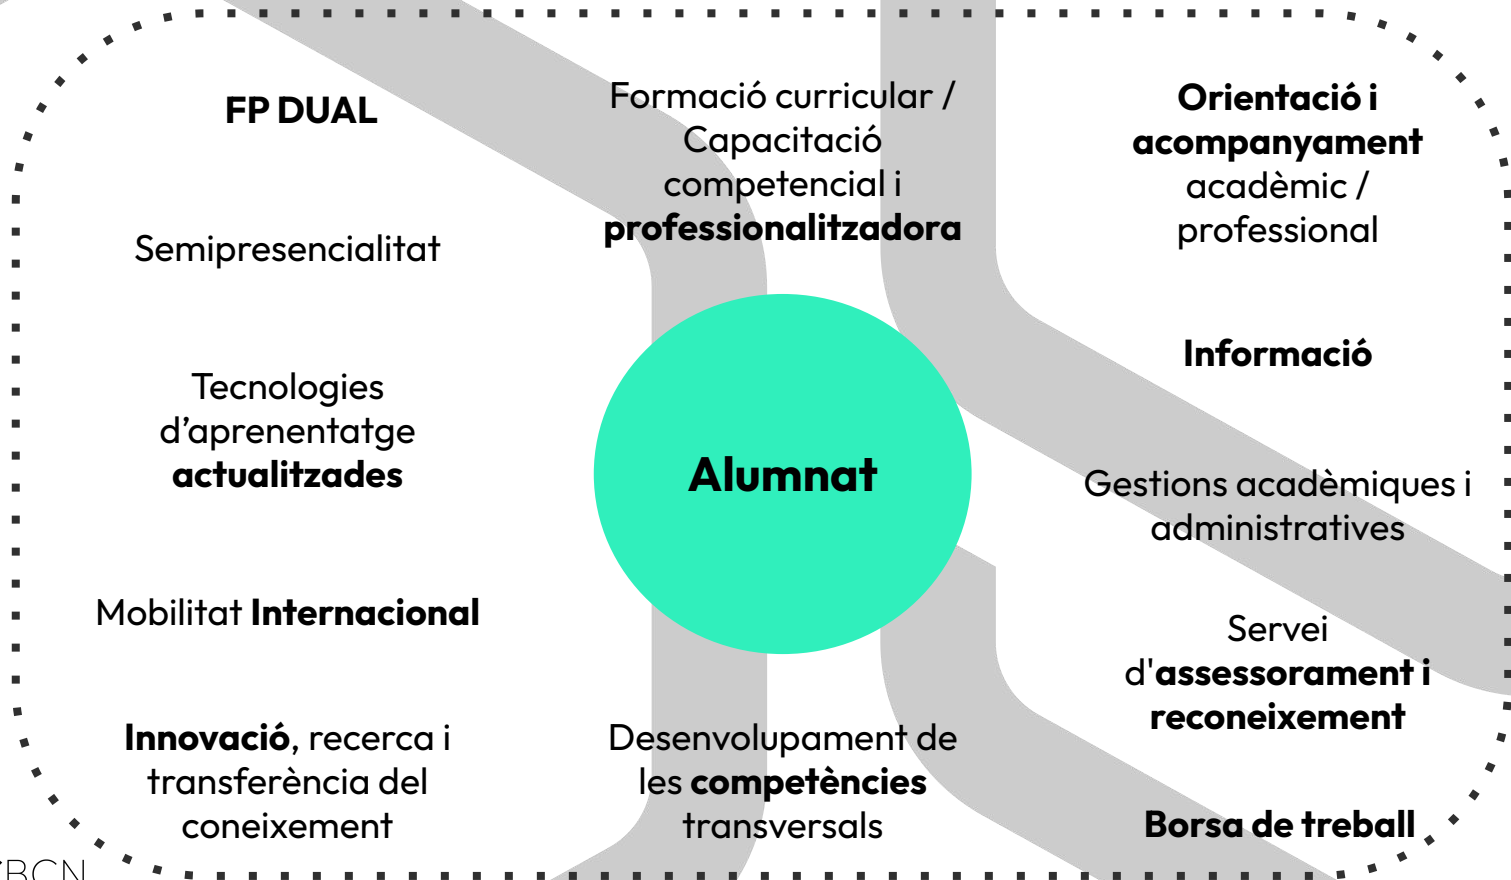 FP DUAL
Semipresencialitat
Tecnologies
d’aprenentatge
actualitzades
Mobilitat Internacional
Innovació, recerca i
transferència del
coneixement
Formació curricular /
Capacitació
competencial i
professionalitzadora
Alumnat
Desenvolupament de
les competències
transversals
Orientació i
acompanyament
acadèmic /
professional
Informació
Gestions acadèmiques i
administratives
Servei
d'assessorament i
reconeixement
Borsa de treball